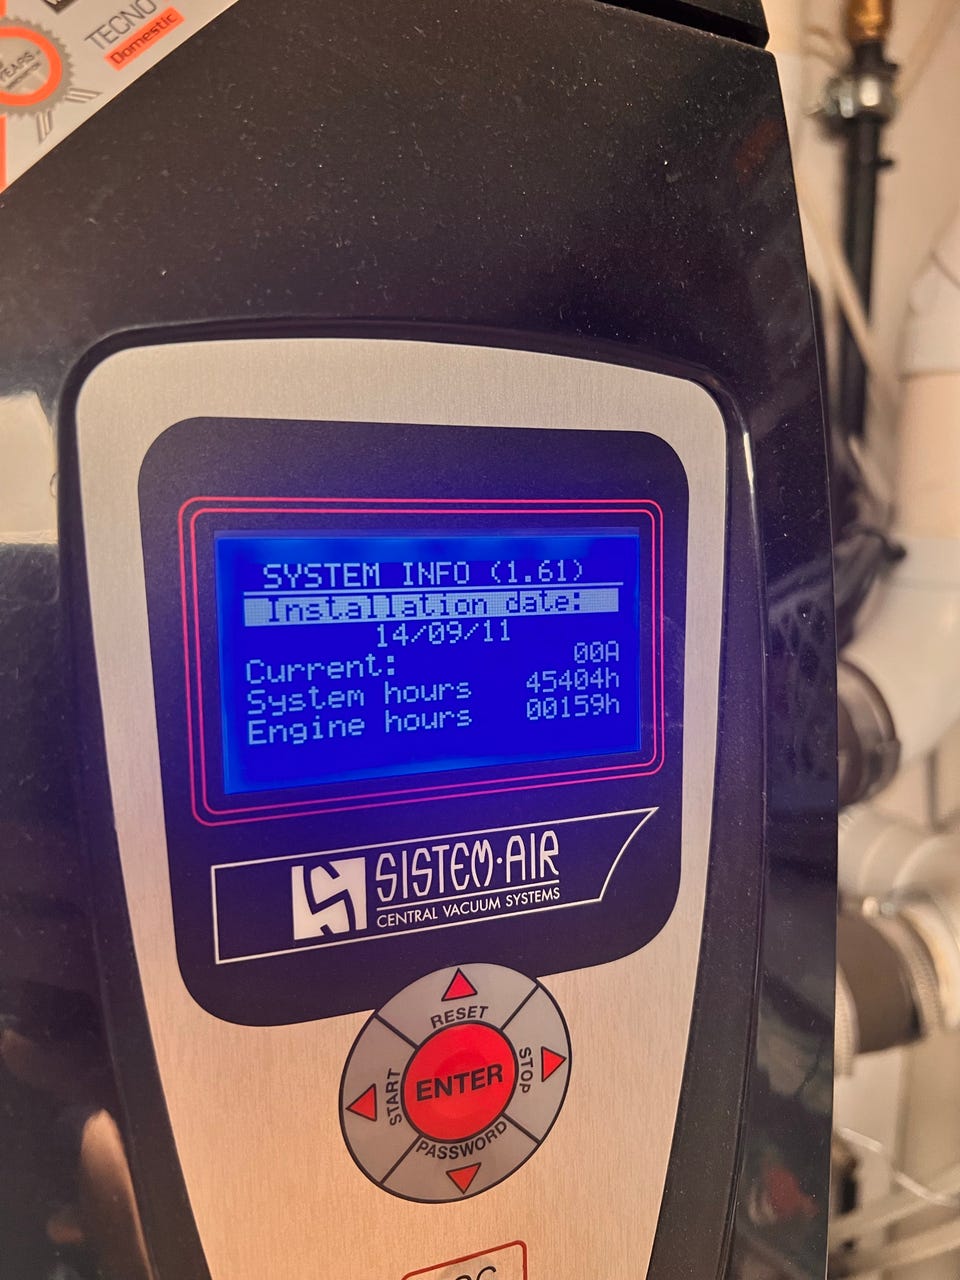 YEARS
TECNO
Domestic
SYSTEM INFO (1.61)
Installation date:
14/09/11
Current: 00A
System hours 45404h
Engine hours 00159h
SISTEM·AIR
CENTRAL VACUUM SYSTEMS
RESET
START
ENTER
STOP
PASSWORD